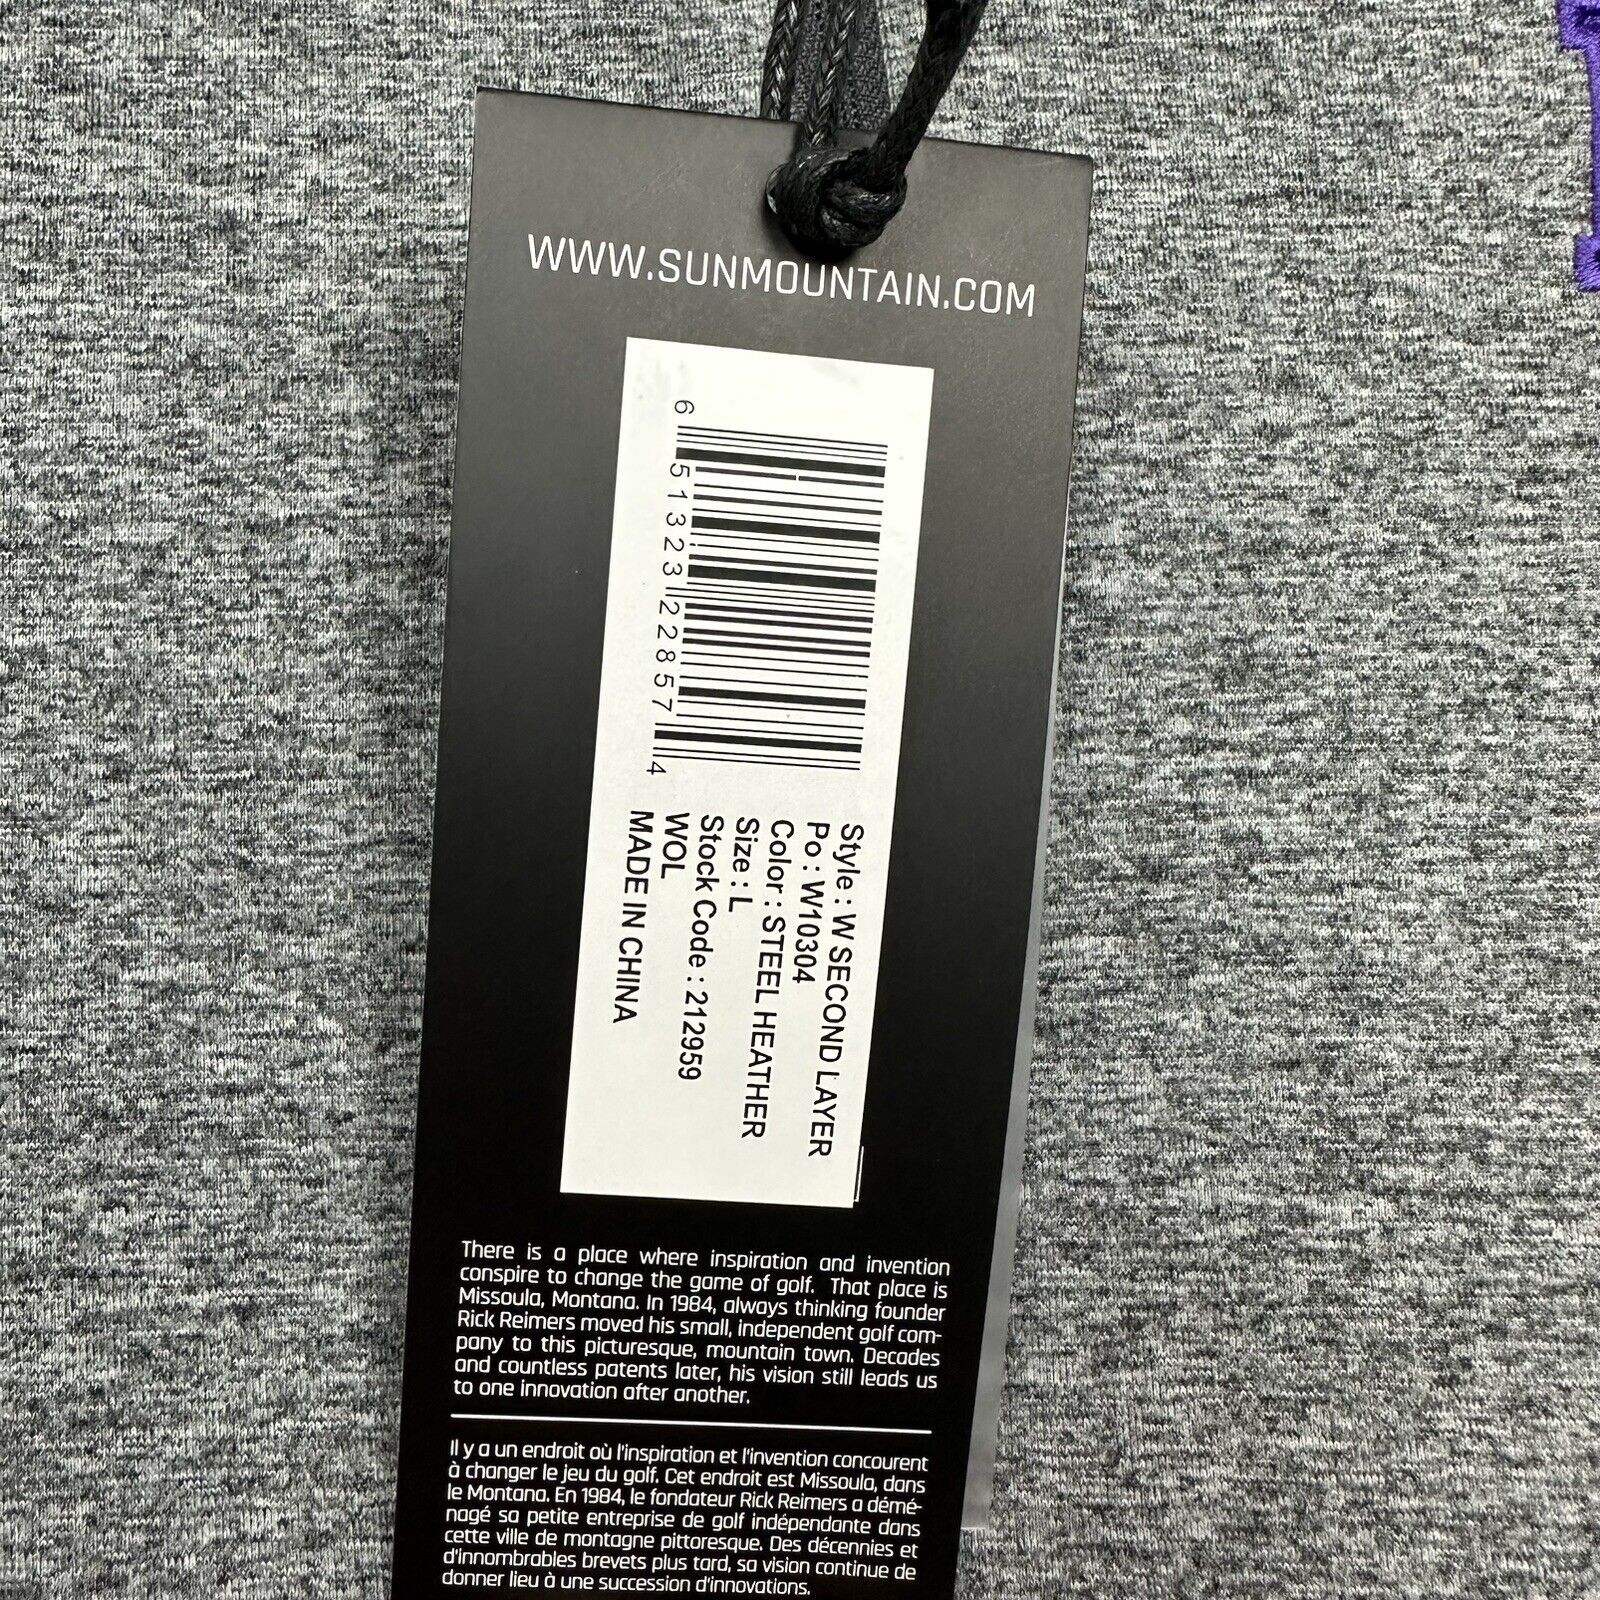 WWW.SUNMOUNTAIN.COM
6 51323 22857 4
Style : W SECOND LAYER
Po : W10304
Color : STEEL HEATHER
Size : L
Stock Code : 212959
WOL
MADE IN CHINA
There is a place where inspiration and invention
conspire to change the game of golf. That place is
Missoula, Montana. In 1984, always thinking founder
Rick Reimers moved his small, independent golf com-
pany to this picturesque, mountain town. Decades
and countless patents later, his vision still leads us
to one innovation after another.
Il y a un endroit où l'inspiration et l'invention concourent
à changer le jeu du golf. Cet endroit est Missoula, dans
le Montana. En 1984, le fondateur Rick Reimers a démé-
nagé sa petite entreprise de golf indépendante dans
cette ville de montagne pittoresque. Des décennies et
d'innombrables brevets plus tard, sa vision continue de
donner lieu à une succession d'innovations.